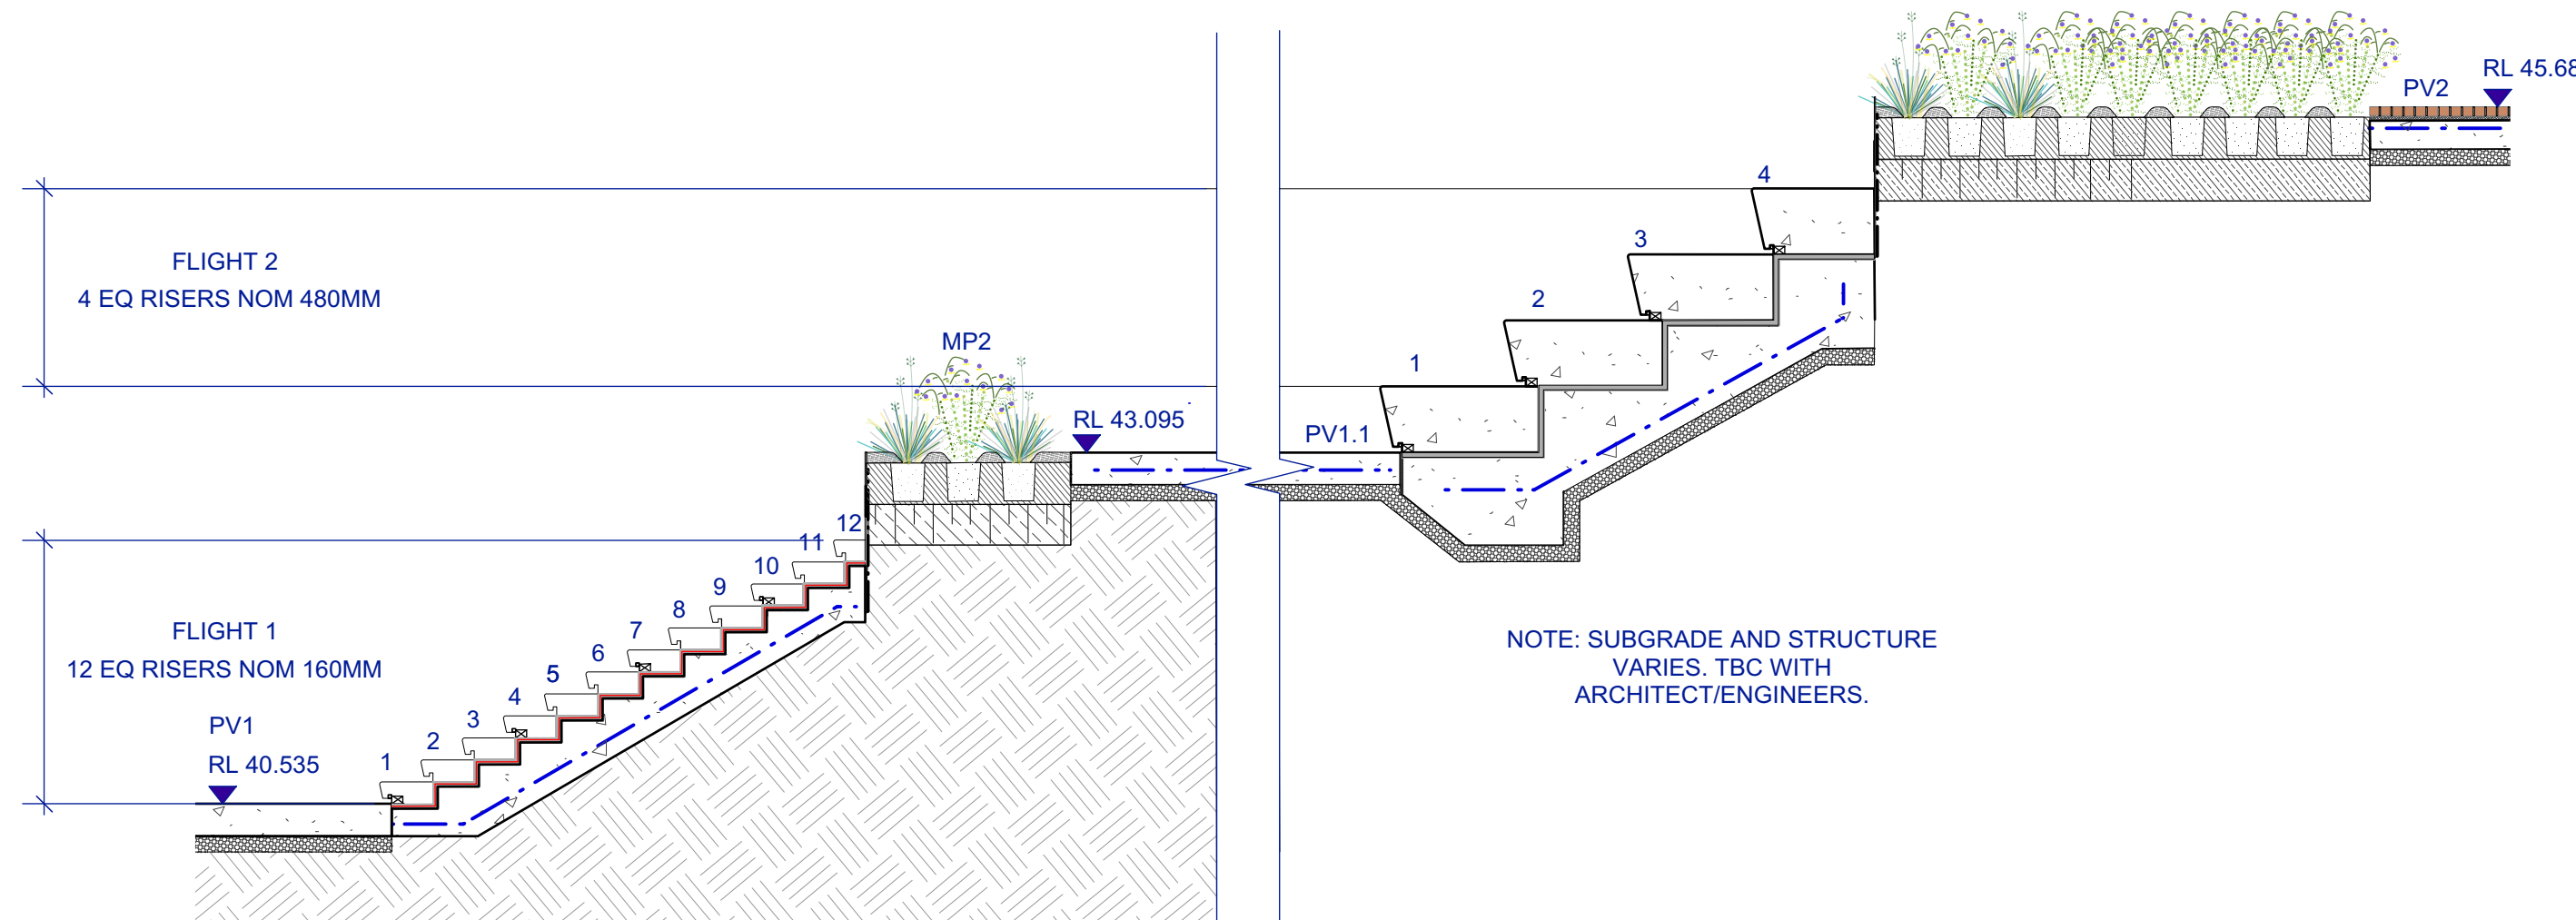 PV2
RL 45.68
4
3
FLIGHT 2
4 EQ RISERS NOM 480MM
2
MP2
1
RL 43.095
PV1.1
12
11
10
9
8
FLIGHT 1
7
12 EQ RISERS NOM 160MM
6
5
4
3
PV1
2
RL 40.535
1
NOTE: SUBGRADE AND STRUCTURE
VARIES. TBC WITH
ARCHITECT/ENGINEERS.